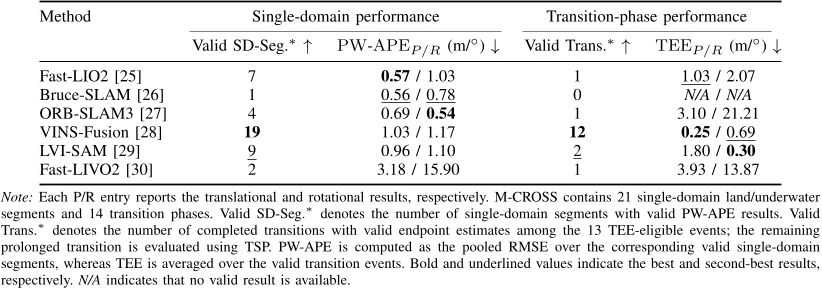 Method Single-domain performance Transition-phase performance
Valid SD-Seg.* ↑ PW-APE_{P/R} (m/°) ↓ Valid Trans.* ↑ TEE_{P/R} (m/°) ↓
Fast-LIO2 [25] 7 0.57 / 1.03 1 1.03 / 2.07
Bruce-SLAM [26] 1 0.56 / 0.78 0 N/A / N/A
ORB-SLAM3 [27] 4 0.69 / 0.54 1 3.10 / 21.21
VINS-Fusion [28] 19 1.03 / 1.17 12 0.25 / 0.69
LVI-SAM [29] 9 0.96 / 1.10 2 1.80 / 0.30
Fast-LIVO2 [30] 2 3.18 / 15.90 1 3.93 / 13.87
Note: Each P/R entry reports the translational and rotational results, respectively. M-CROSS contains 21 single-domain land/underwater
segments and 14 transition phases. Valid SD-Seg.* denotes the number of single-domain segments with valid PW-APE results. Valid
Trans.* denotes the number of completed transitions with valid endpoint estimates among the 13 TEE-eligible events; the remaining
prolonged transition is evaluated using TSP. PW-APE is computed as the pooled RMSE over the corresponding valid single-domain
segments, whereas TEE is averaged over the valid transition events. Bold and underlined values indicate the best and second-best results,
respectively. N/A indicates that no valid result is available.